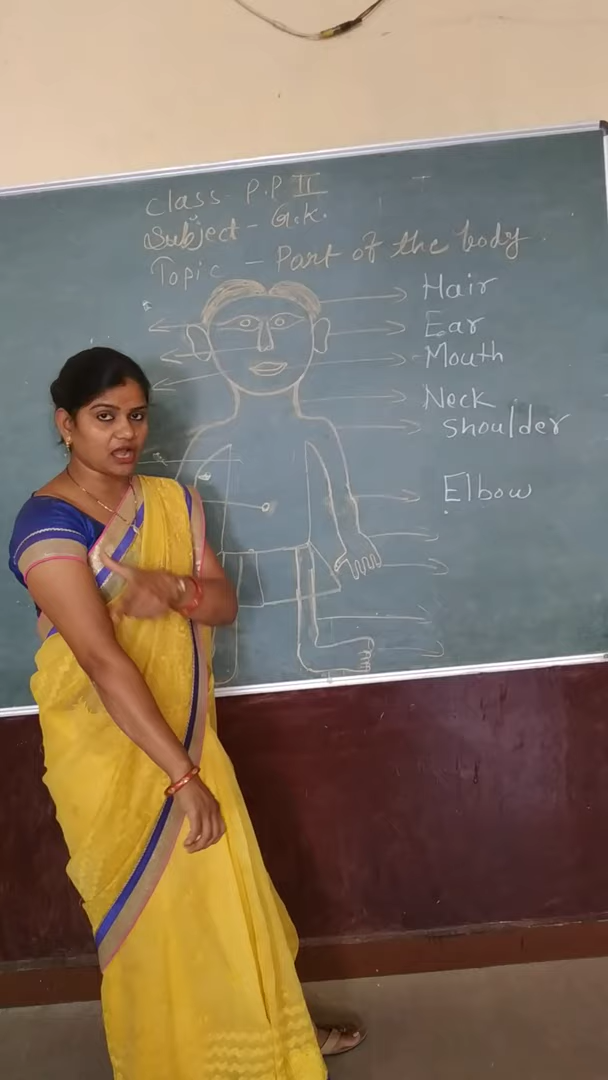 Class - P.P II
Subject - G.K.
Topic - Part of the body
Hair
Ear
Mouth
Neck
Shoulder
Elbow